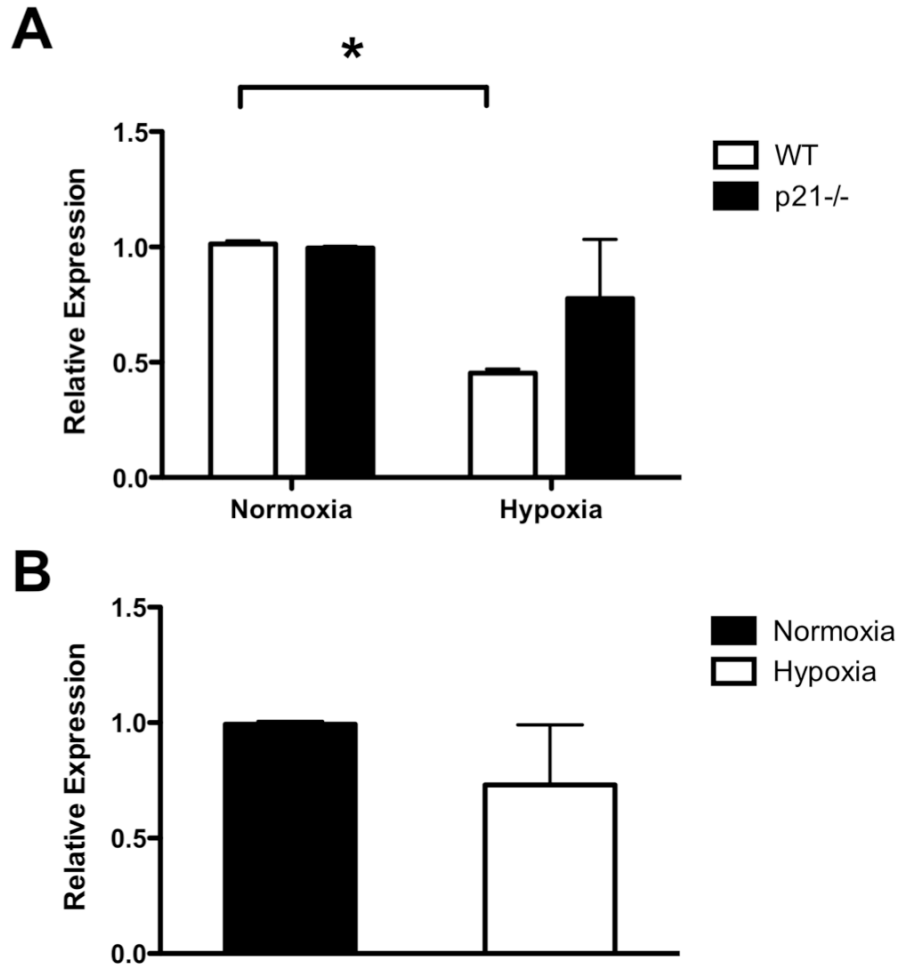 A
*
1.5
1.0
0.5
0.0
Relative Expression
Normoxia
Hypoxia
WT
p21-/-
B
1.5
1.0
0.5
0.0
Relative Expression
Normoxia
Hypoxia